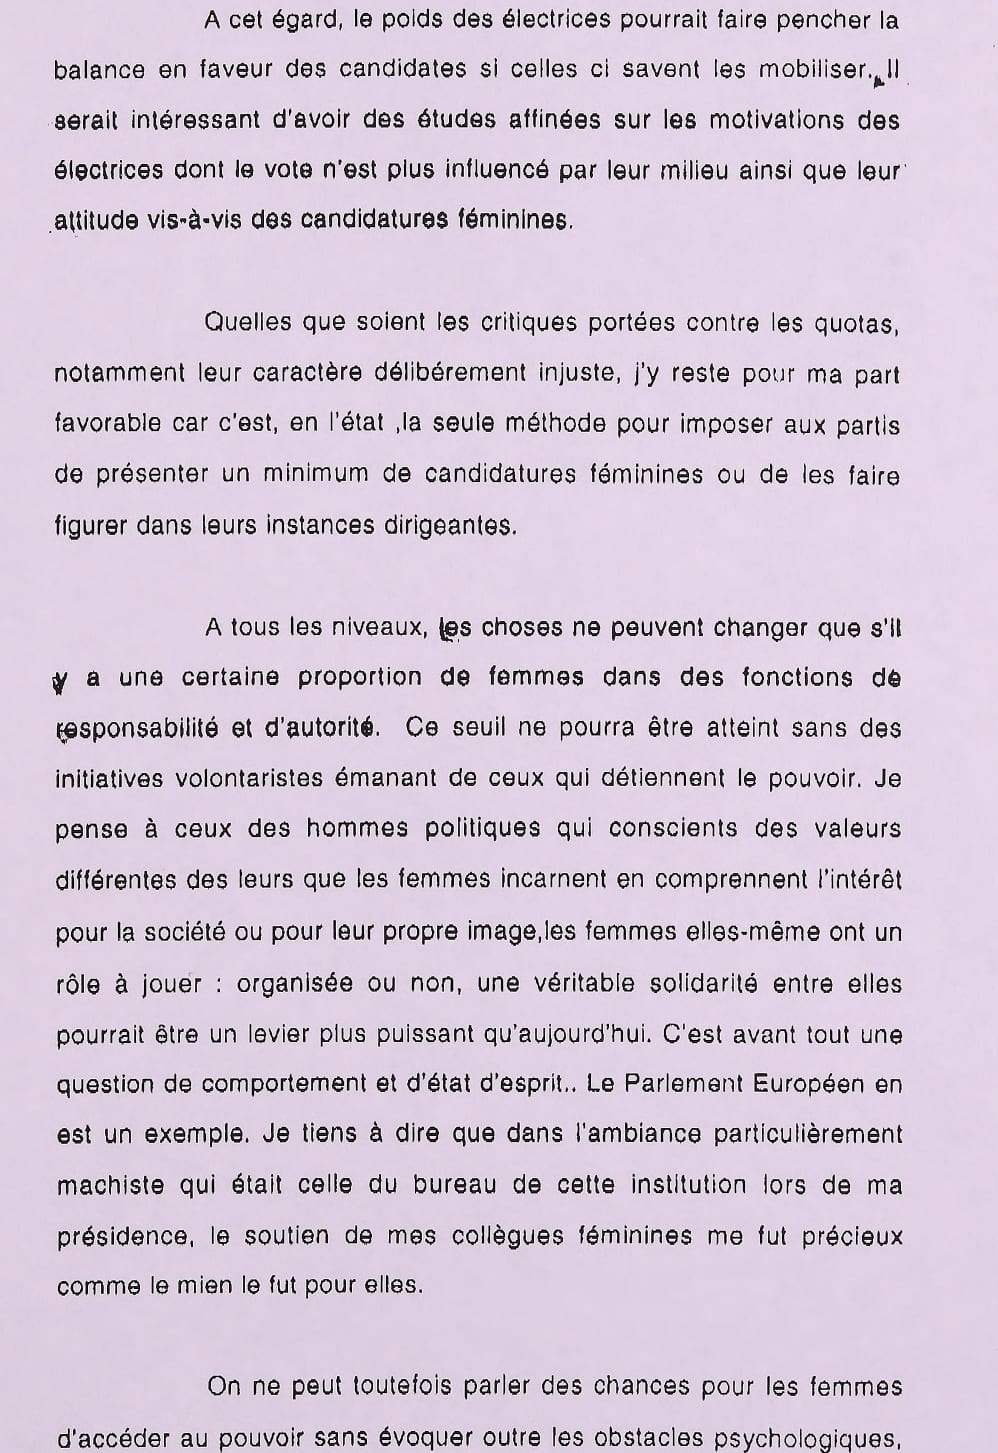 A cet égard, le poids des électrices pourrait faire pencher la
balance en faveur des candidates si celles ci savent les mobiliser. Il
serait intéressant d'avoir des études affinées sur les motivations des
électrices dont le vote n'est plus influencé par leur milieu ainsi que leur
attitude vis-à-vis des candidatures féminines.
Quelles que soient les critiques portées contre les quotas,
notamment leur caractère délibérement injuste, j'y reste pour ma part
favorable car c'est, en l'état ,la seule méthode pour imposer aux partis
de présenter un minimum de candidatures féminines ou de les faire
figurer dans leurs instances dirigeantes.
A tous les niveaux, les choses ne peuvent changer que s'il
y a une certaine proportion de femmes dans des fonctions de
responsabilité et d'autorité. Ce seuil ne pourra être atteint sans des
initiatives volontaristes émanant de ceux qui détiennent le pouvoir. Je
pense à ceux des hommes politiques qui conscients des valeurs
différentes des leurs que les femmes incarnent en comprennent l'intérêt
pour la société ou pour leur propre image,les femmes elles-même ont un
rôle à jouer : organisée ou non, une véritable solidarité entre elles
pourrait être un levier plus puissant qu'aujourd'hui. C'est avant tout une
question de comportement et d'état d'esprit.. Le Parlement Européen en
est un exemple. Je tiens à dire que dans l'ambiance particulièrement
machiste qui était celle du bureau de cette institution lors de ma
présidence, le soutien de mes collègues féminines me fut précieux
comme le mien le fut pour elles.
On ne peut toutefois parler des chances pour les femmes
d'accéder au pouvoir sans évoquer outre les obstacles psychologiques,